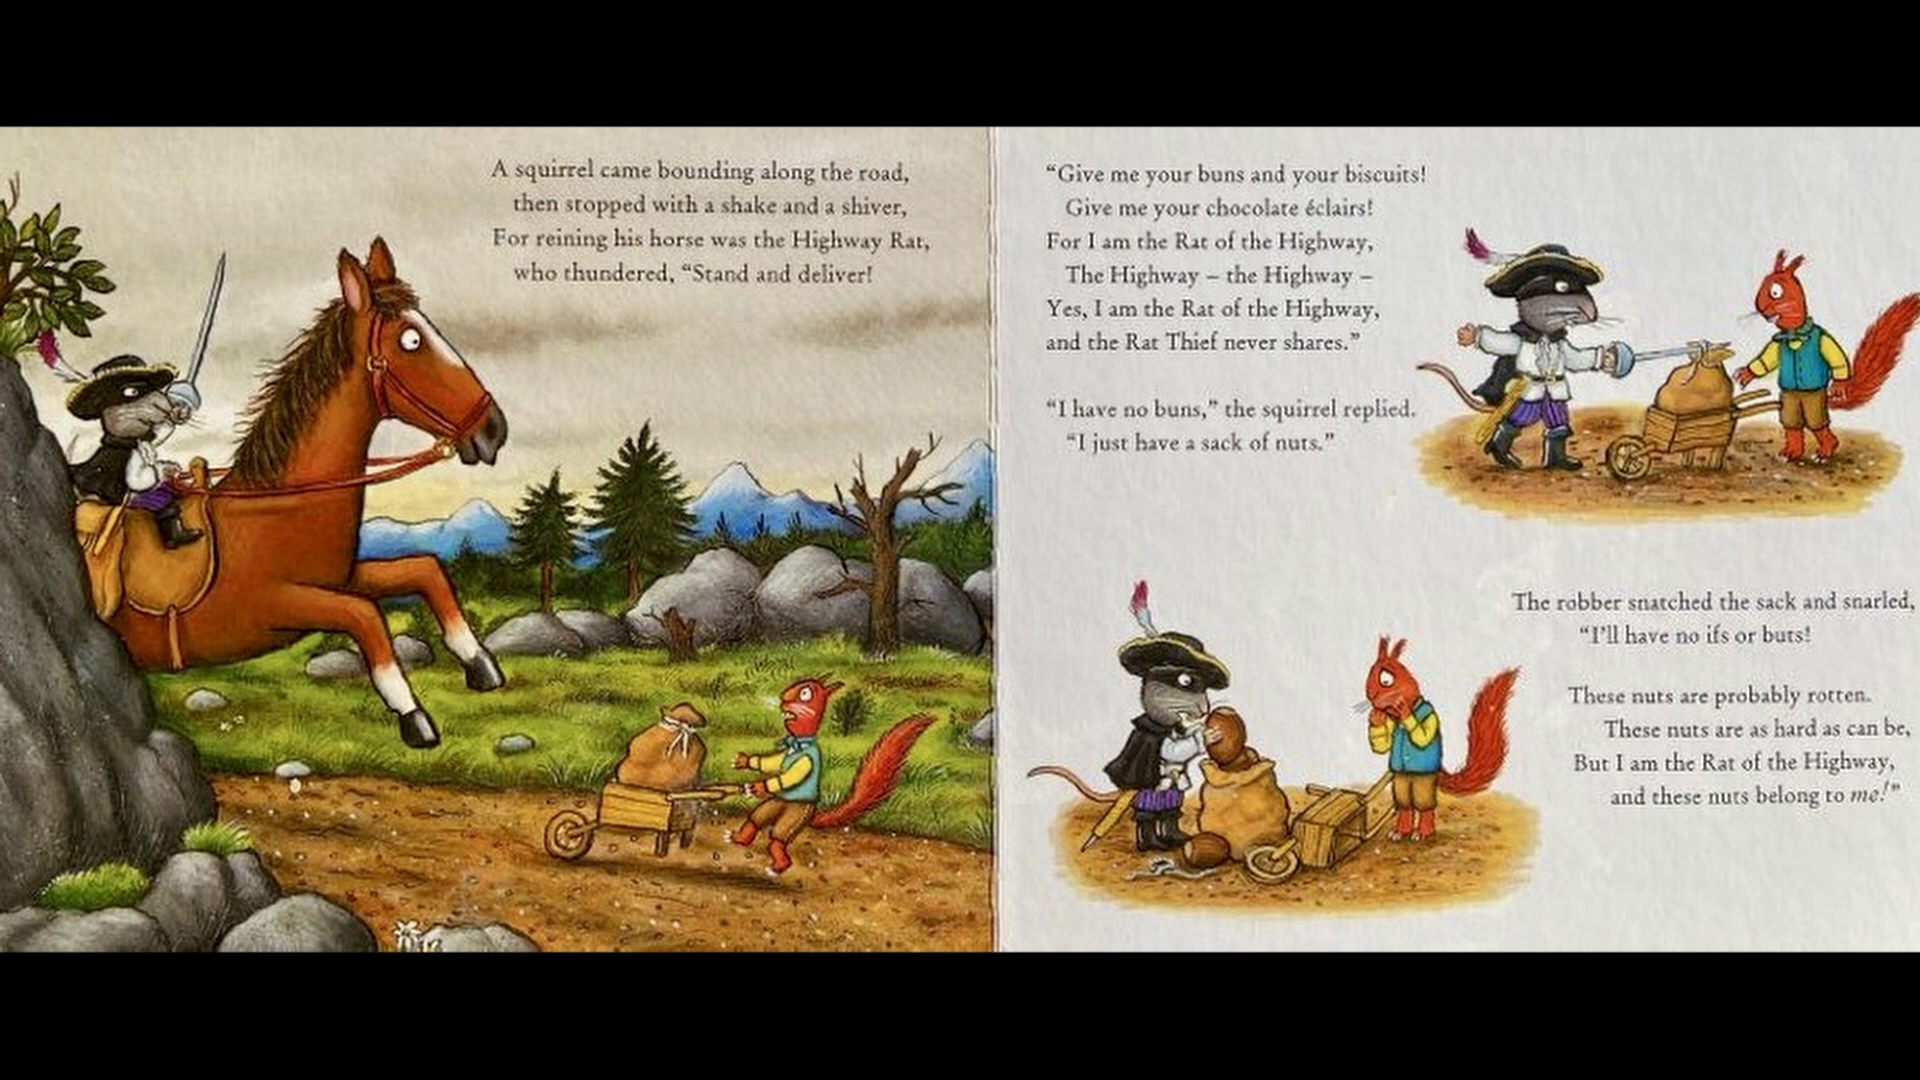 A squirrel came bounding along the road,
then stopped with a shake and a shiver,
For reining his horse was the Highway Rat,
who thundered, “Stand and deliver!
“Give me your buns and your biscuits!
Give me your chocolate éclairs!
For I am the Rat of the Highway,
The Highway – the Highway –
Yes, I am the Rat of the Highway,
and the Rat Thief never shares.”
“I have no buns,” the squirrel replied.
“I just have a sack of nuts.”
The robber snatched the sack and snarled,
“I’ll have no ifs or buts!
These nuts are probably rotten.
These nuts are as hard as can be,
But I am the Rat of the Highway,
and these nuts belong to me!”